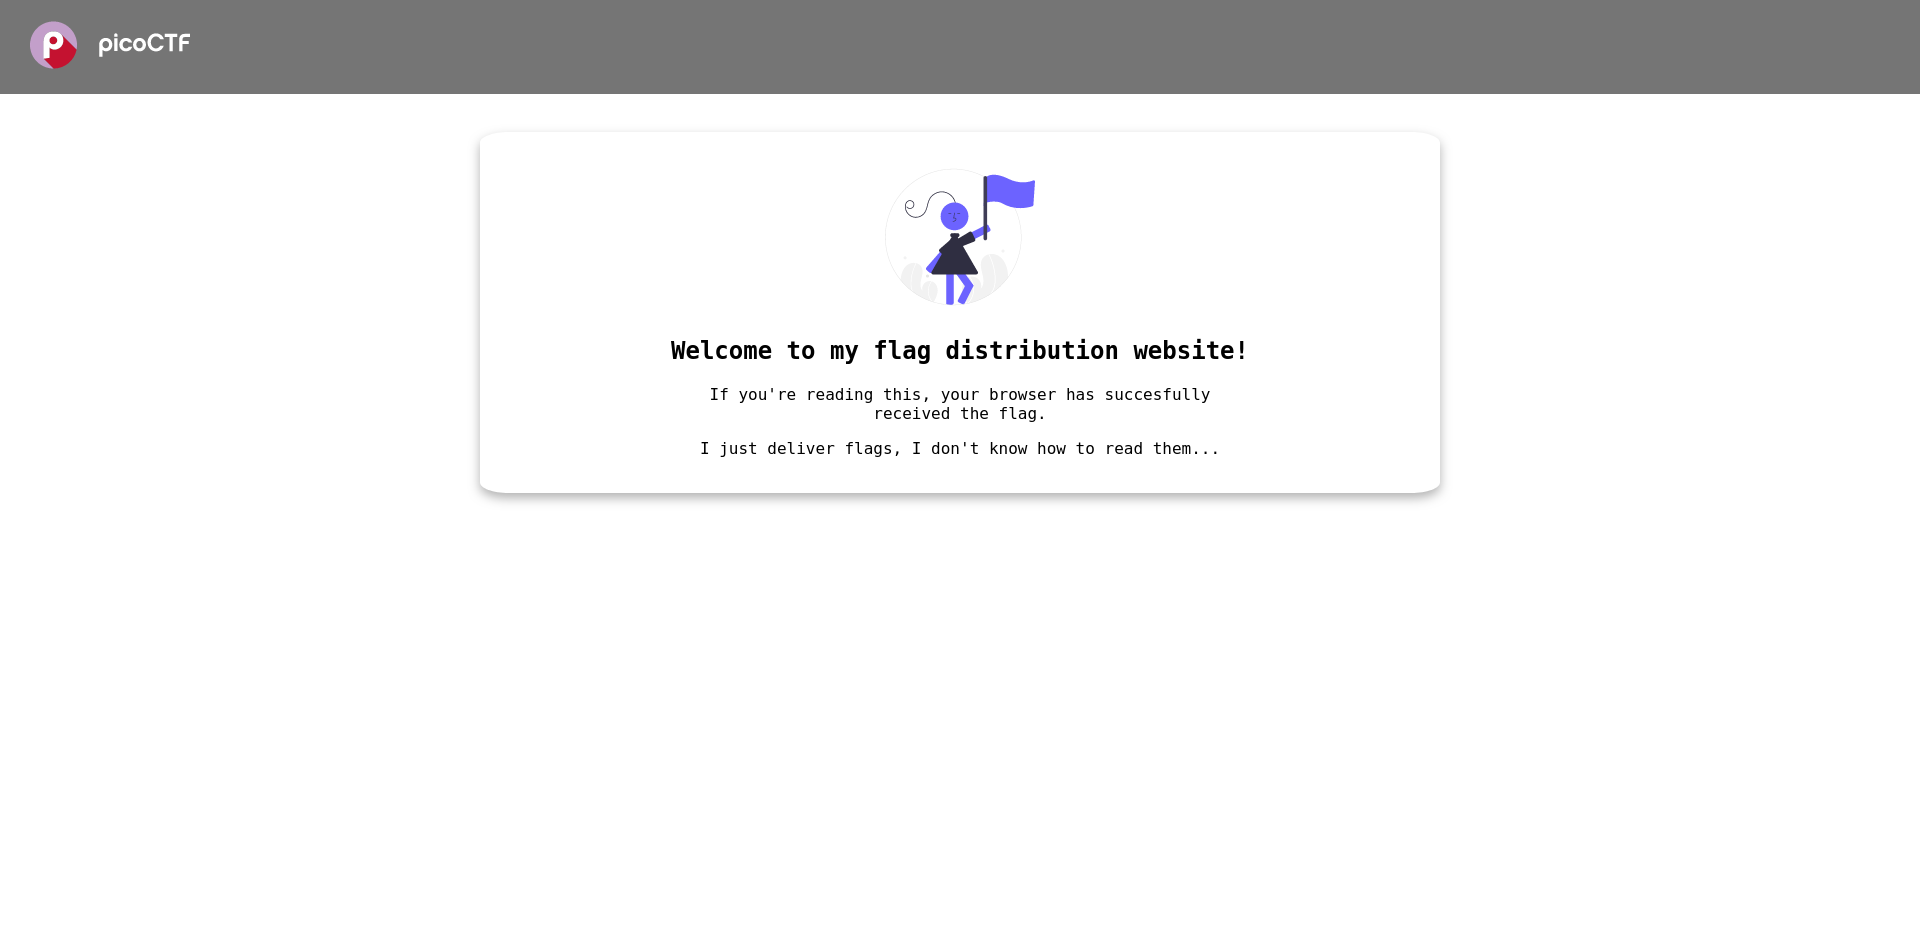 picoCTF
Welcome to my flag distribution website!
If you're reading this, your browser has succesfully
received the flag.
I just deliver flags, I don't know how to read them...